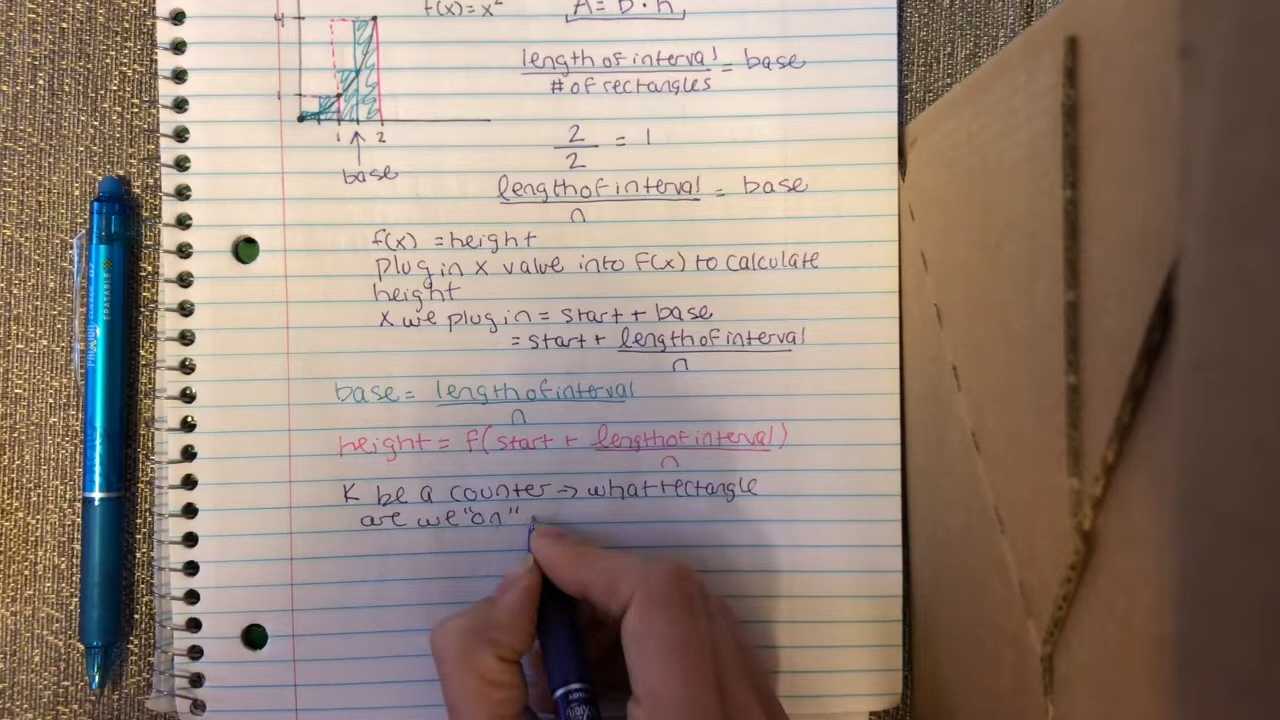 f(x)=x²
A = b · h
4
1
1 2
base
length of interval = base
# of rectangles
2 = 1
2
length of interval = base
n
f(x) = height
plug in x value into f(x) to calculate
height
x we plug in = start + base
= start + length of interval
n
base = length of interval
n
height = f(start + length of interval)
n
K be a counter → what rectangle
are we "on"
ERASABLE